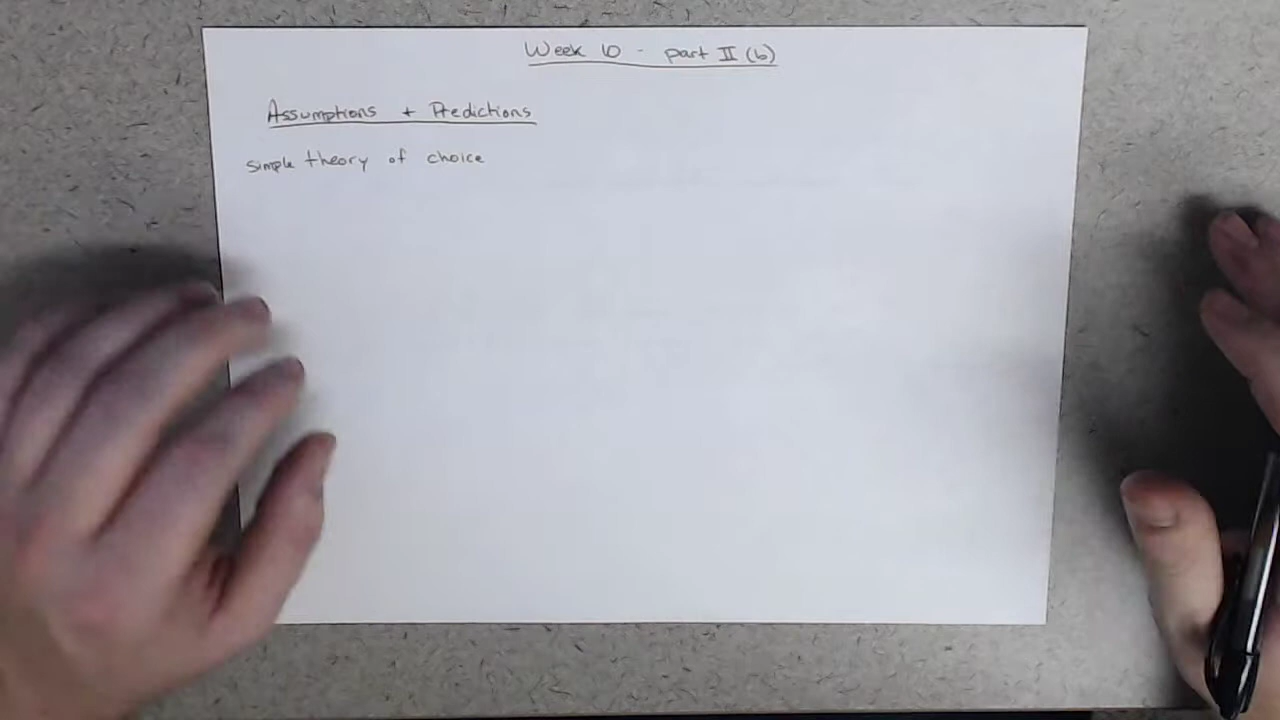 Week 10 - part II (b)
Assumptions + Predictions
simple theory of choice